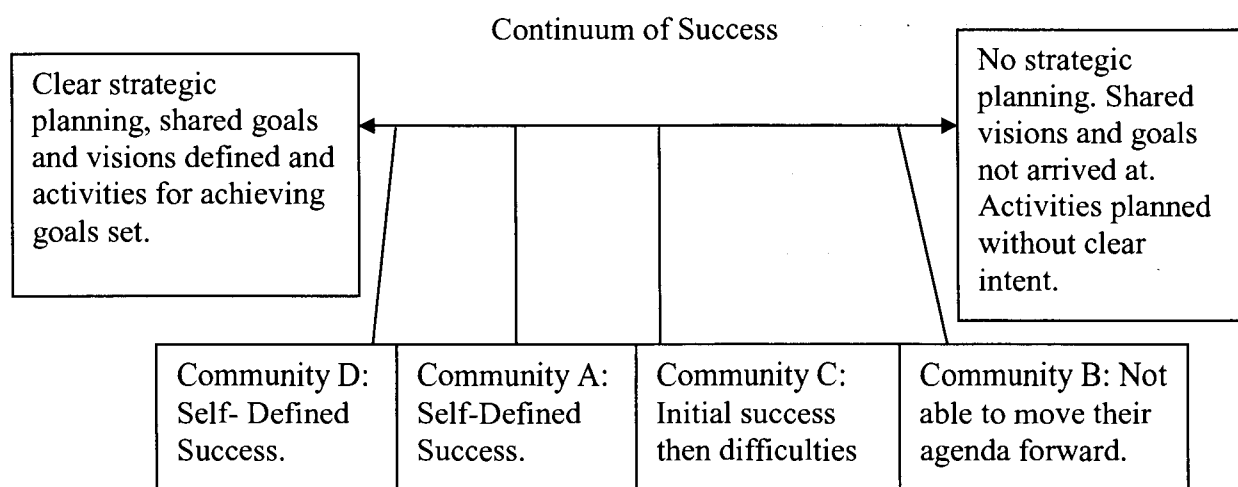 Continuum of Success
Clear strategic
planning, shared goals
and visions defined and
activities for achieving
goals set.
No strategic
planning. Shared
visions and goals
not arrived at.
Activities planned
without clear
intent.
Community D:
Self- Defined
Success.
Community A:
Self-Defined
Success.
Community C:
Initial success
then difficulties
Community B: Not
able to move their
agenda forward.